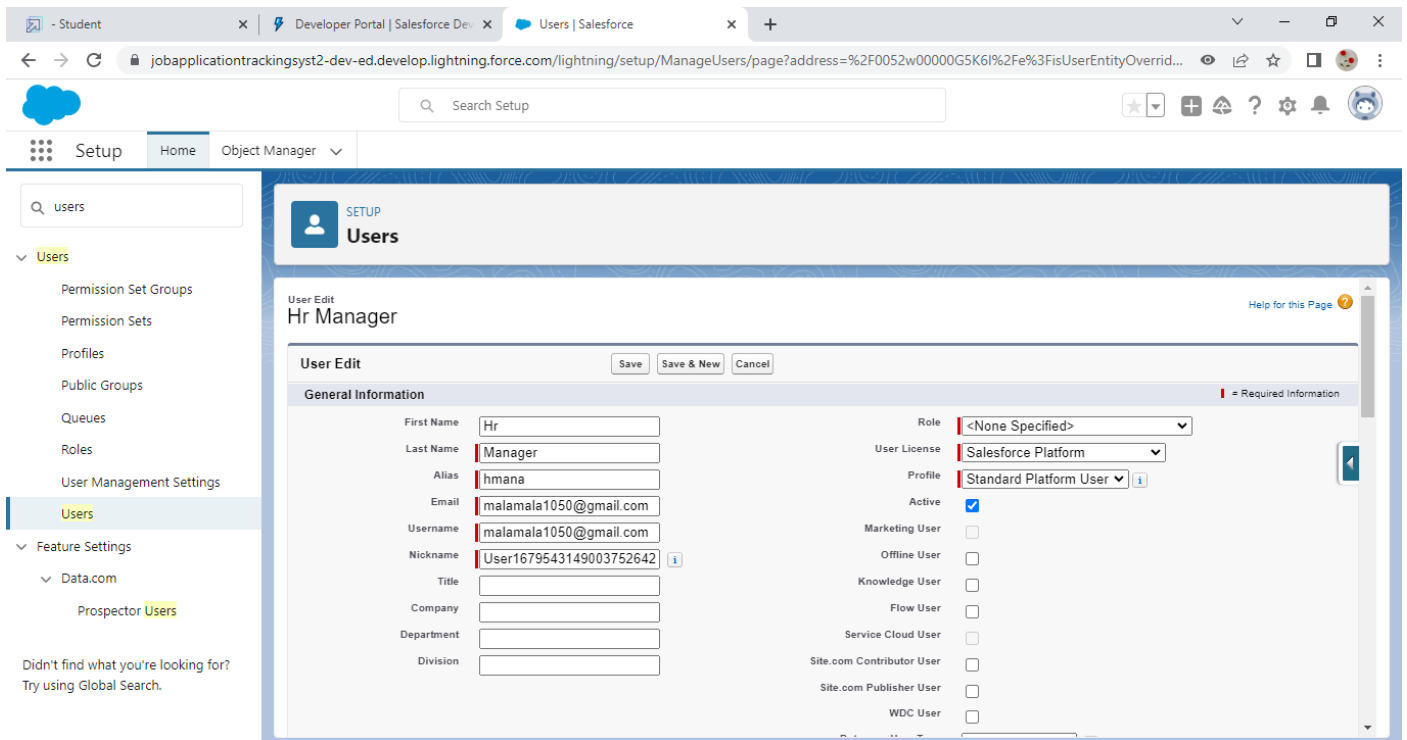 - Student
Developer Portal | Salesforce Dev
Users | Salesforce
jobapplicationtrackingsyst2-dev-ed.develop.lightning.force.com/lightning/setup/ManageUsers/page?address=%2F0052w00000G5K6I%2Fe%3FisUserEntityOverrid...
Search Setup
Setup
Home
Object Manager
users
Users
Permission Set Groups
Permission Sets
Profiles
Public Groups
Queues
Roles
User Management Settings
Users
Feature Settings
Data.com
Prospector Users
Didn't find what you're looking for?
Try using Global Search.
SETUP
Users
User Edit
Hr Manager
Help for this Page
User Edit
Save
Save & New
Cancel
General Information
= Required Information
First Name Hr
Last Name Manager
Alias hmana
Email malamala1050@gmail.com
Username malamala1050@gmail.com
Nickname User1679543149003752642
Title
Company
Department
Division
Role <None Specified>
User License Salesforce Platform
Profile Standard Platform User
Active
Marketing User
Offline User
Knowledge User
Flow User
Service Cloud User
Site.com Contributor User
Site.com Publisher User
WDC User